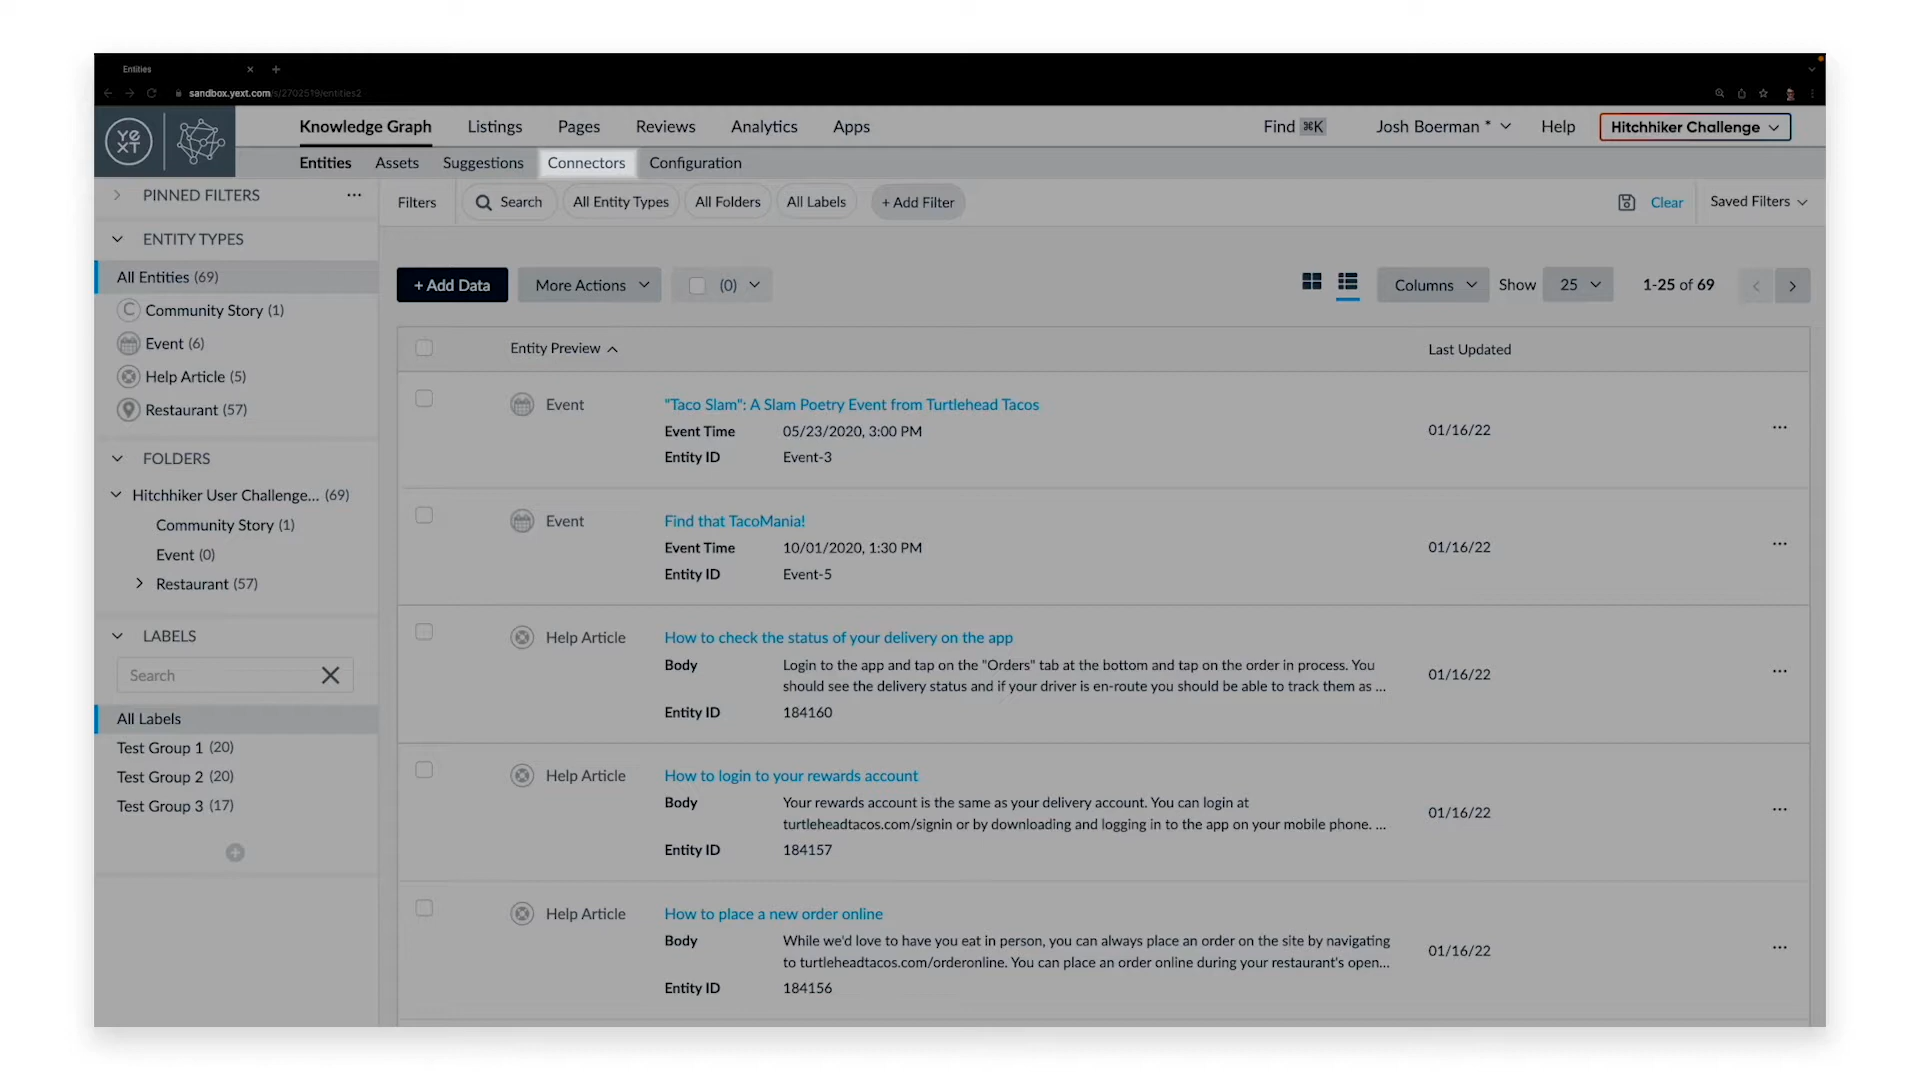 Entities
sandbox.yext.com/s/2702519/entities2
YEXT
Knowledge Graph Listings Pages Reviews Analytics Apps Find ⌘K Josh Boerman * Help Hitchhiker Challenge
Entities Assets Suggestions Connectors Configuration
PINNED FILTERS ...
Filters Search All Entity Types All Folders All Labels + Add Filter Clear Saved Filters
ENTITY TYPES
All Entities (69)
C Community Story (1)
Event (6)
Help Article (5)
Restaurant (57)
FOLDERS
Hitchhiker User Challenge... (69)
Community Story (1)
Event (0)
Restaurant (57)
LABELS
Search
All Labels
Test Group 1 (20)
Test Group 2 (20)
Test Group 3 (17)
+ Add Data More Actions (0) Columns Show 25 1-25 of 69
Entity Preview Last Updated
Event "Taco Slam": A Slam Poetry Event from Turtlehead Tacos
Event Time 05/23/2020, 3:00 PM 01/16/22 ...
Entity ID Event-3
Event Find that TacoMania!
Event Time 10/01/2020, 1:30 PM 01/16/22 ...
Entity ID Event-5
Help Article How to check the status of your delivery on the app
Body Login to the app and tap on the "Orders" tab at the bottom and tap on the order in process. You
should see the delivery status and if your driver is en-route you should be able to track them as ... 01/16/22 ...
Entity ID 184160
Help Article How to login to your rewards account
Body Your rewards account is the same as your delivery account. You can login at
turtleheadtacos.com/signin or by downloading and logging in to the app on your mobile phone. ... 01/16/22 ...
Entity ID 184157
Help Article How to place a new order online
Body While we'd love to have you eat in person, you can always place an order on the site by navigating
to turtleheadtacos.com/orderonline. You can place an order online during your restaurant's open... 01/16/22 ...
Entity ID 184156